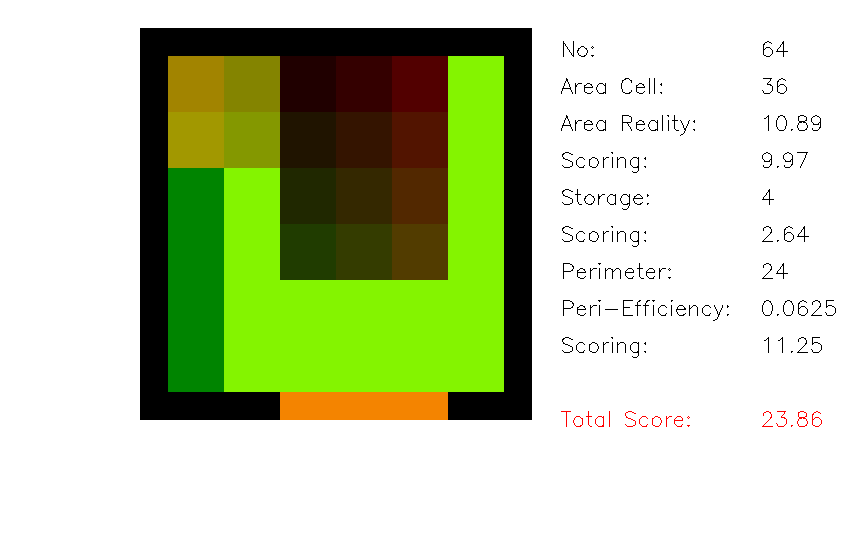 No: 64
Area Cell: 36
Area Reality: 10.89
Scoring: 9.97
Storage: 4
Scoring: 2.64
Perimeter: 24
Peri-Efficiency: 0.0625
Scoring: 11.25
Total Score: 23.86